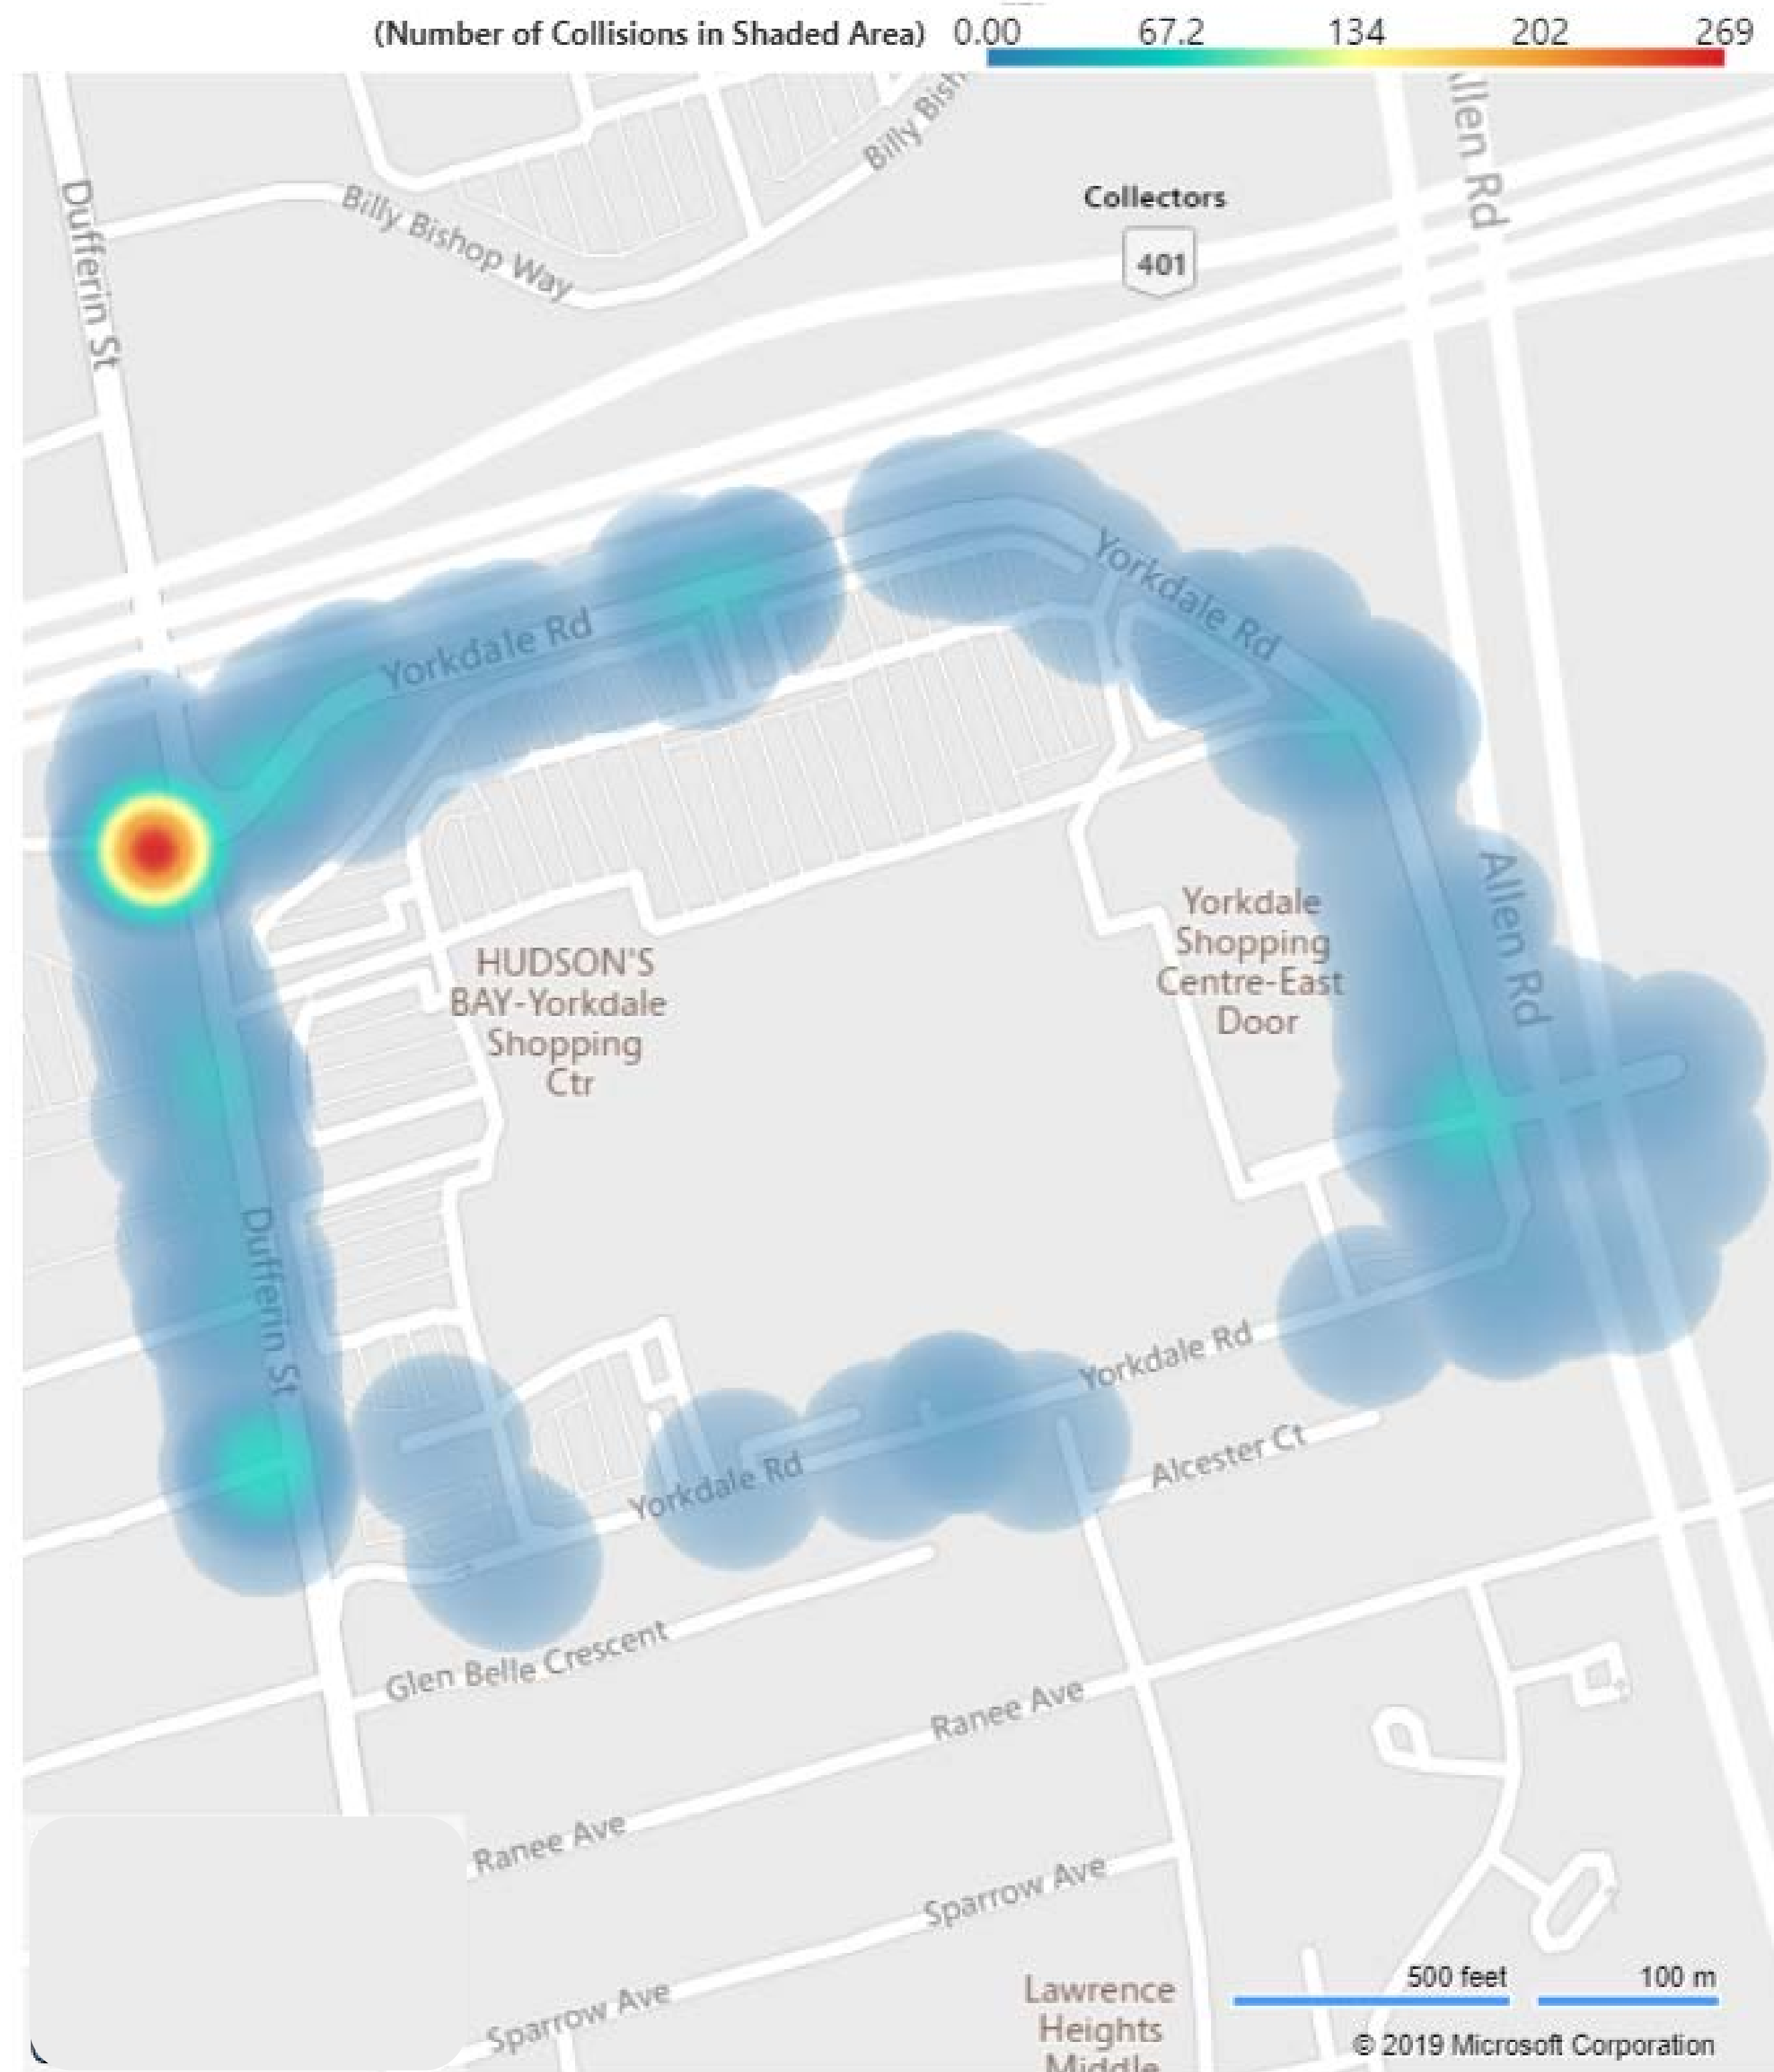 (Number of Collisions in Shaded Area) 0.00 67.2 134 202 269
Allen Rd
Billy
Dufferin St
Billy Bishop Way
Collectors
401
Yorkdale Rd
Yorkdale Rd
Allen Rd
HUDSON'S
BAY-Yorkdale
Shopping
Ctr
Yorkdale
Shopping
Centre-East
Door
Dufferin St
Yorkdale Rd
Yorkdale Rd
Alcester Ct
Glen Belle Crescent
Ranee Ave
Ranee Ave
Sparrow Ave
Sparrow Ave
Lawrence
Heights
Middle
500 feet 100 m
© 2019 Microsoft Corporation